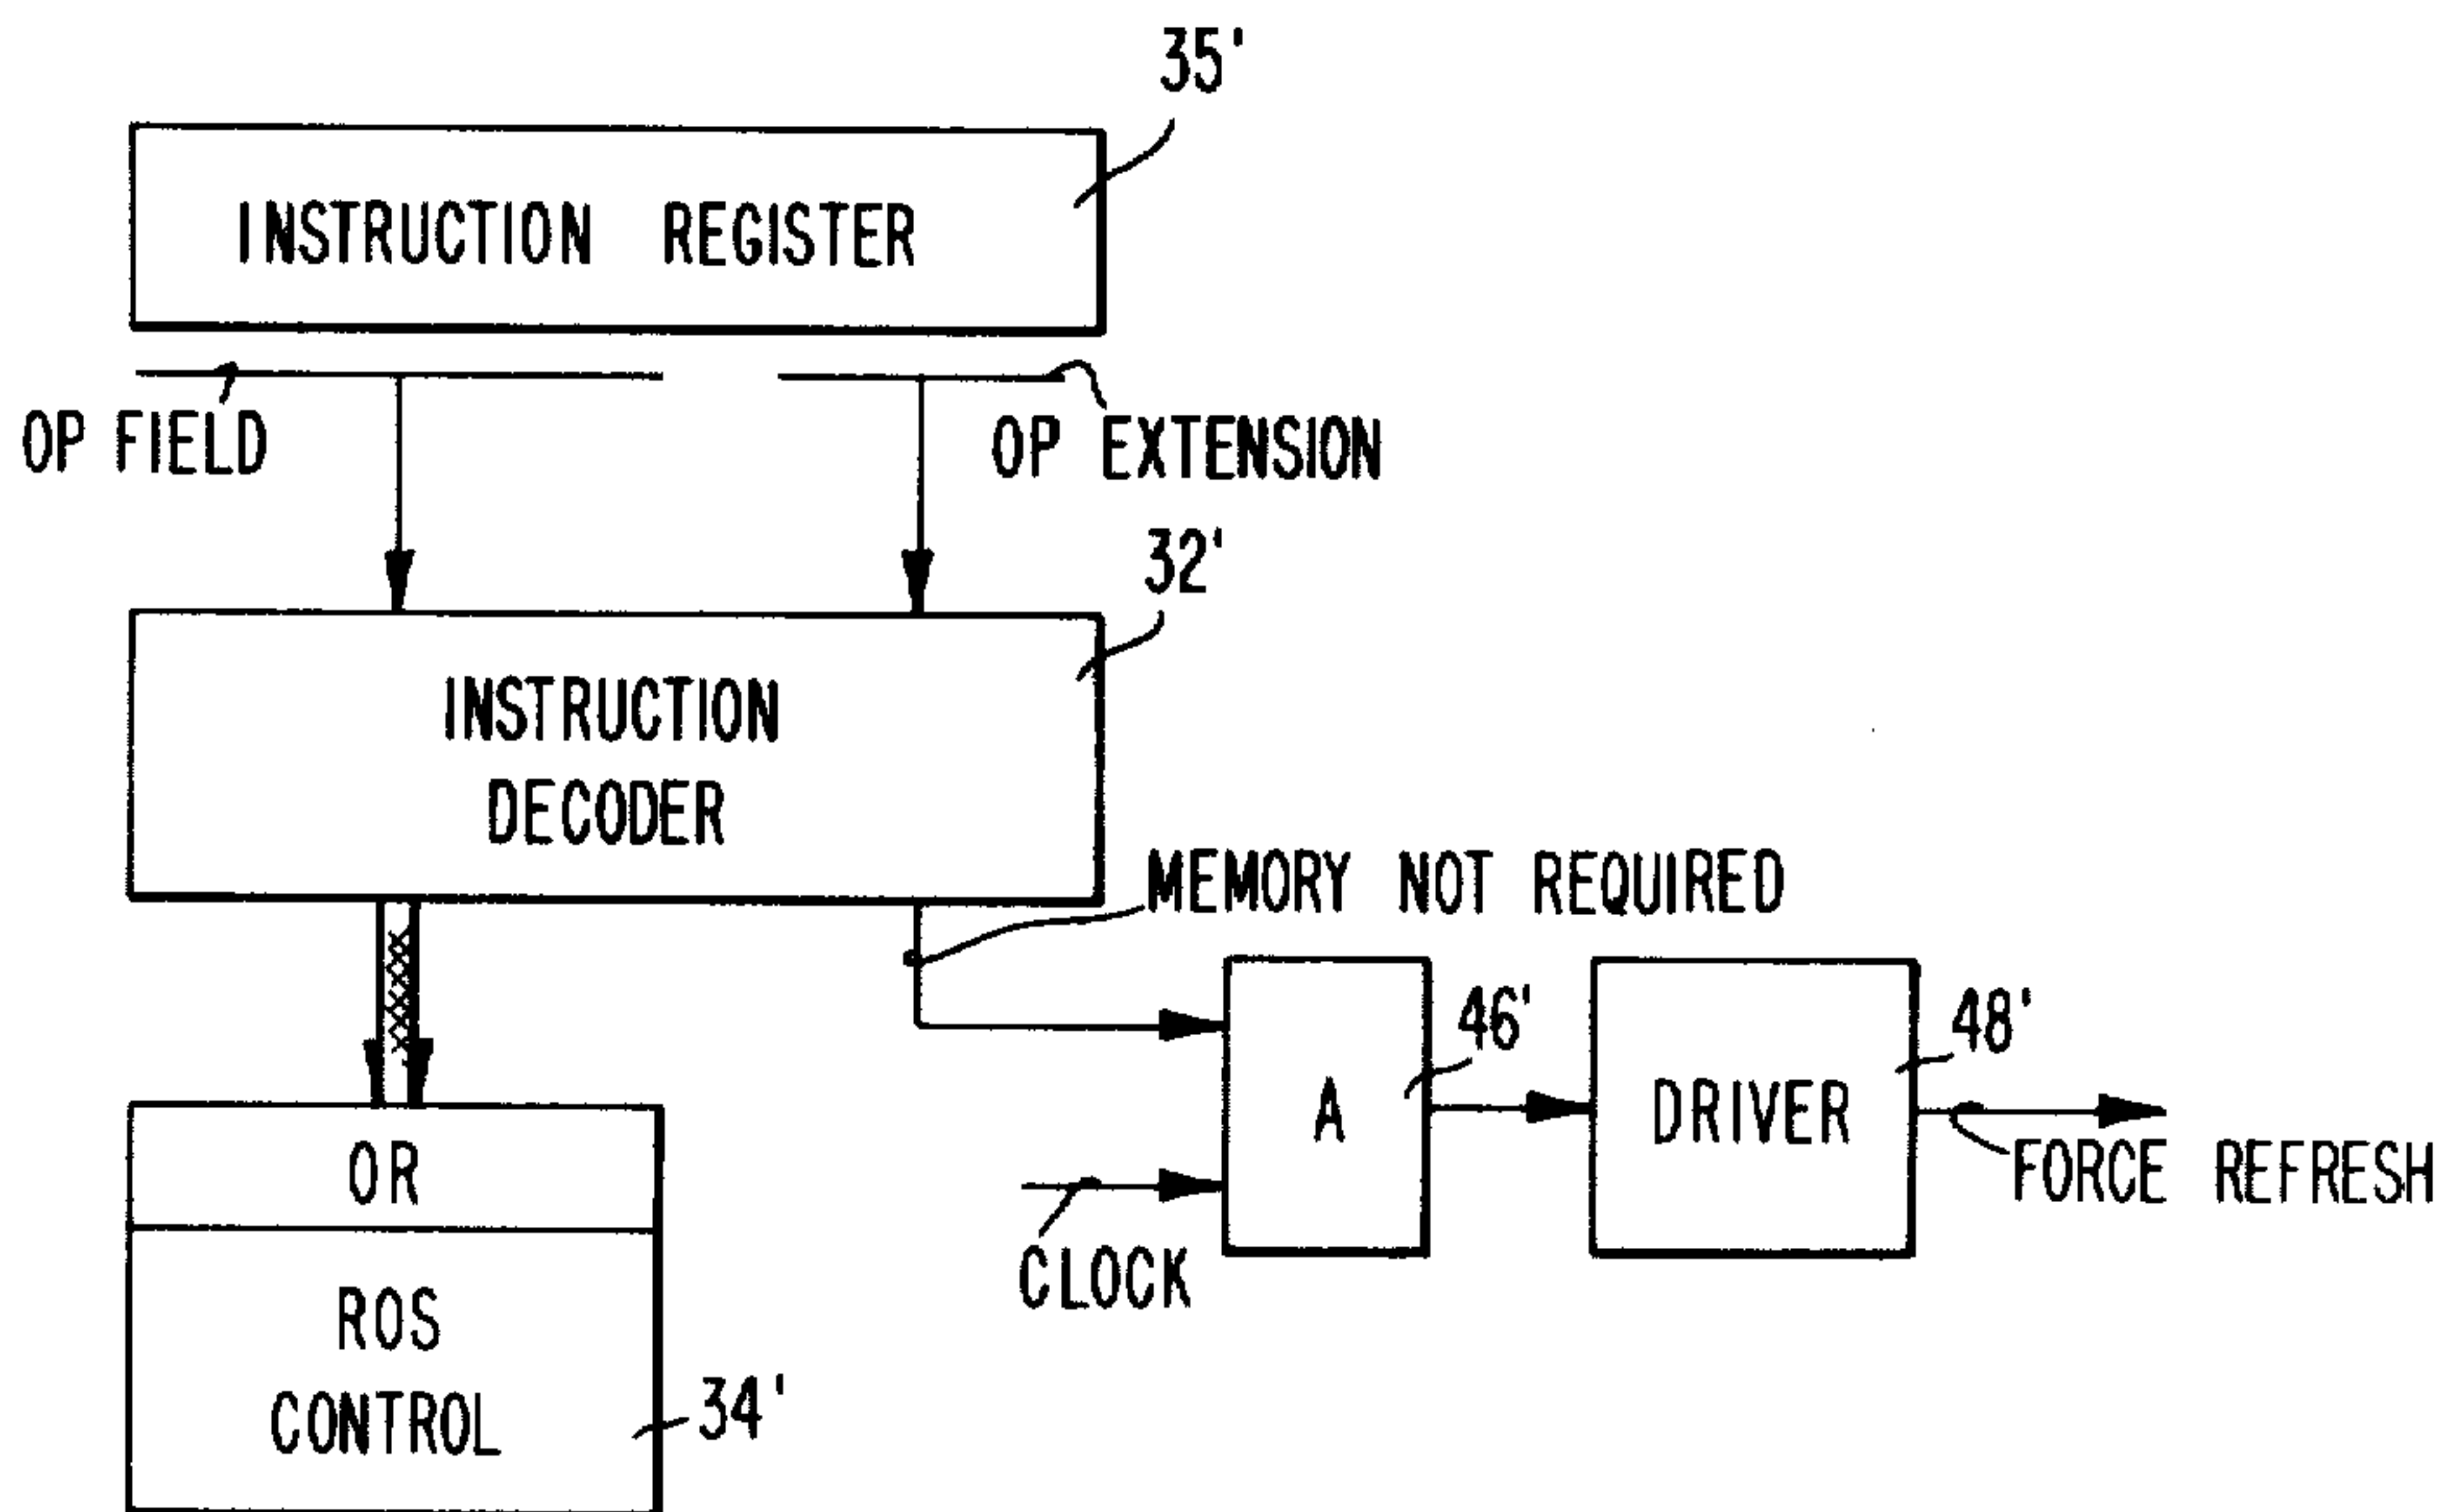 35'
INSTRUCTION REGISTER
OP FIELD
OP EXTENSION
32'
INSTRUCTION
DECODER
MEMORY NOT REQUIRED
46'
48'
A
DRIVER
OR
FORCE REFRESH
CLOCK
ROS
CONTROL
34'